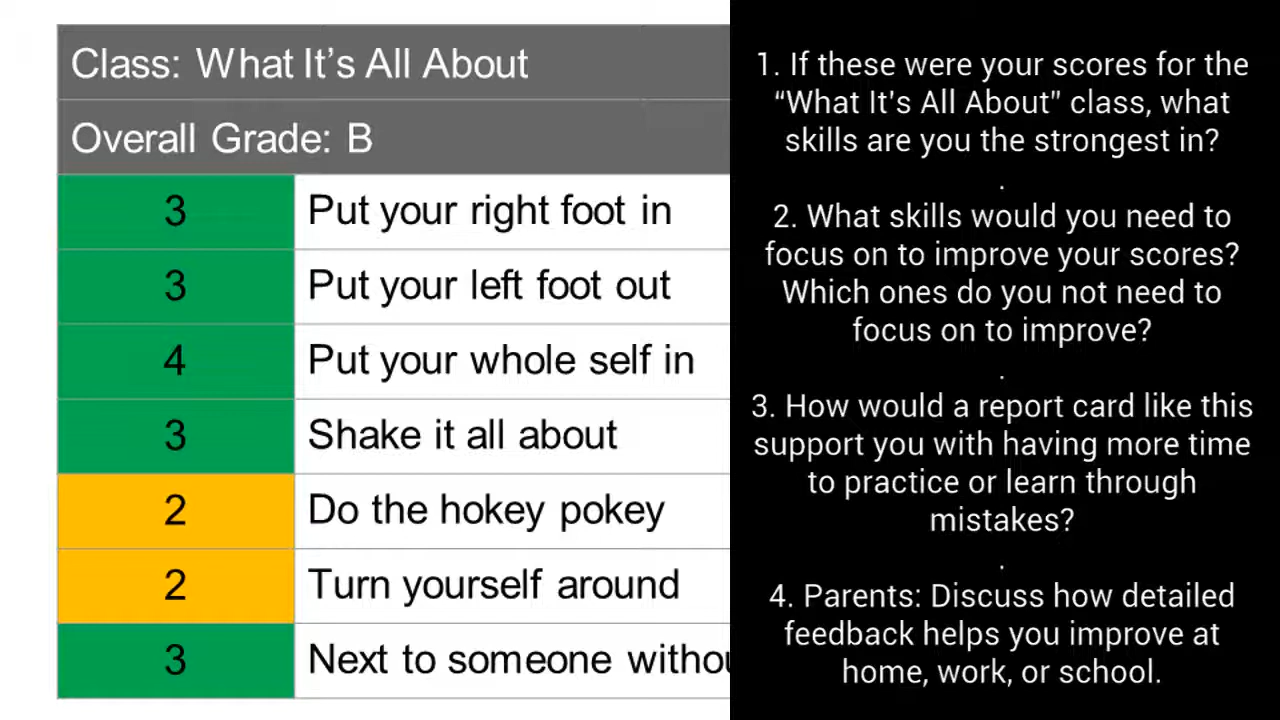 Class: What It's All About
Overall Grade: B
3 Put your right foot in
3 Put your left foot out
4 Put your whole self in
3 Shake it all about
2 Do the hokey pokey
2 Turn yourself around
3 Next to someone
1. If these were your scores for the
“What It's All About” class, what
skills are you the strongest in?
.
2. What skills would you need to
focus on to improve your scores?
Which ones do you not need to
focus on to improve?
.
3. How would a report card like this
support you with having more time
to practice or learn through
mistakes?
.
4. Parents: Discuss how detailed
feedback helps you improve at
home, work, or school.